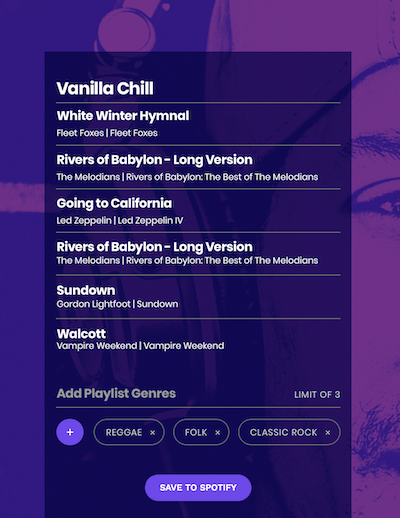 Vanilla Chill
White Winter Hymnal
Fleet Foxes | Fleet Foxes
Rivers of Babylon - Long Version
The Melodians | Rivers of Babylon: The Best of The Melodians
Going to California
Led Zeppelin | Led Zeppelin IV
Rivers of Babylon - Long Version
The Melodians | Rivers of Babylon: The Best of The Melodians
Sundown
Gordon Lightfoot | Sundown
Walcott
Vampire Weekend | Vampire Weekend
Add Playlist Genres LIMIT OF 3
+ REGGAE × FOLK × CLASSIC ROCK ×
SAVE TO SPOTIFY